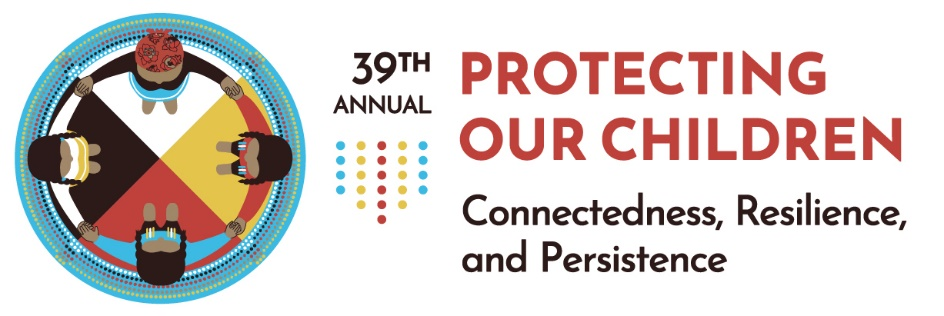 39TH
ANNUAL
PROTECTING
OUR CHILDREN
Connectedness, Resilience,
and Persistence